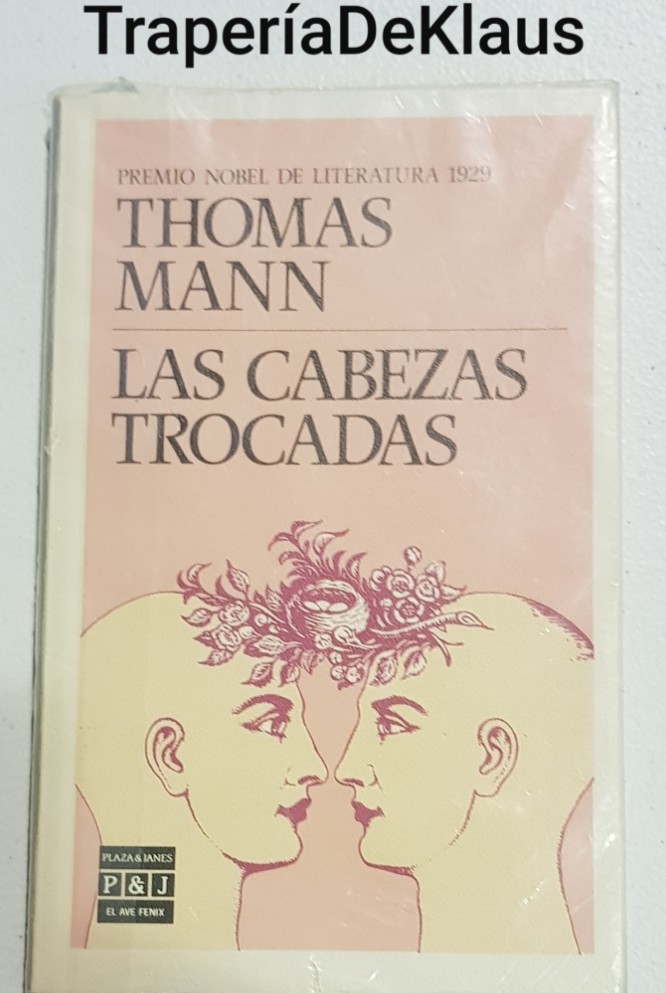 TraperíaDeKlaus
PREMIO NOBEL DE LITERATURA 1929
THOMAS
MANN
LAS CABEZAS
TROCADAS
PLAZA & JANES
P&J
EL AVE FENIX